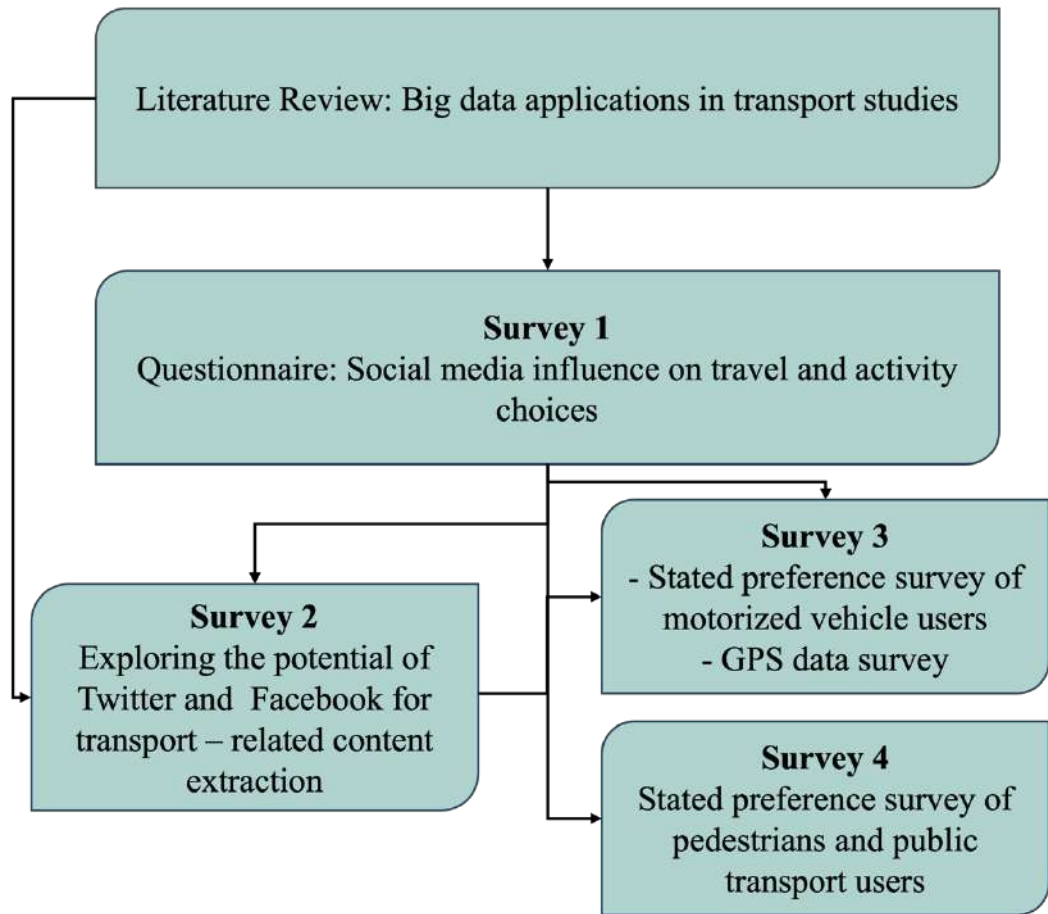 Literature Review: Big data applications in transport studies
Survey 1
Questionnaire: Social media influence on travel and activity
choices
Survey 2
Exploring the potential of
Twitter and Facebook for
transport – related content
extraction
Survey 3
- Stated preference survey of
motorized vehicle users
- GPS data survey
Survey 4
Stated preference survey of
pedestrians and public
transport users